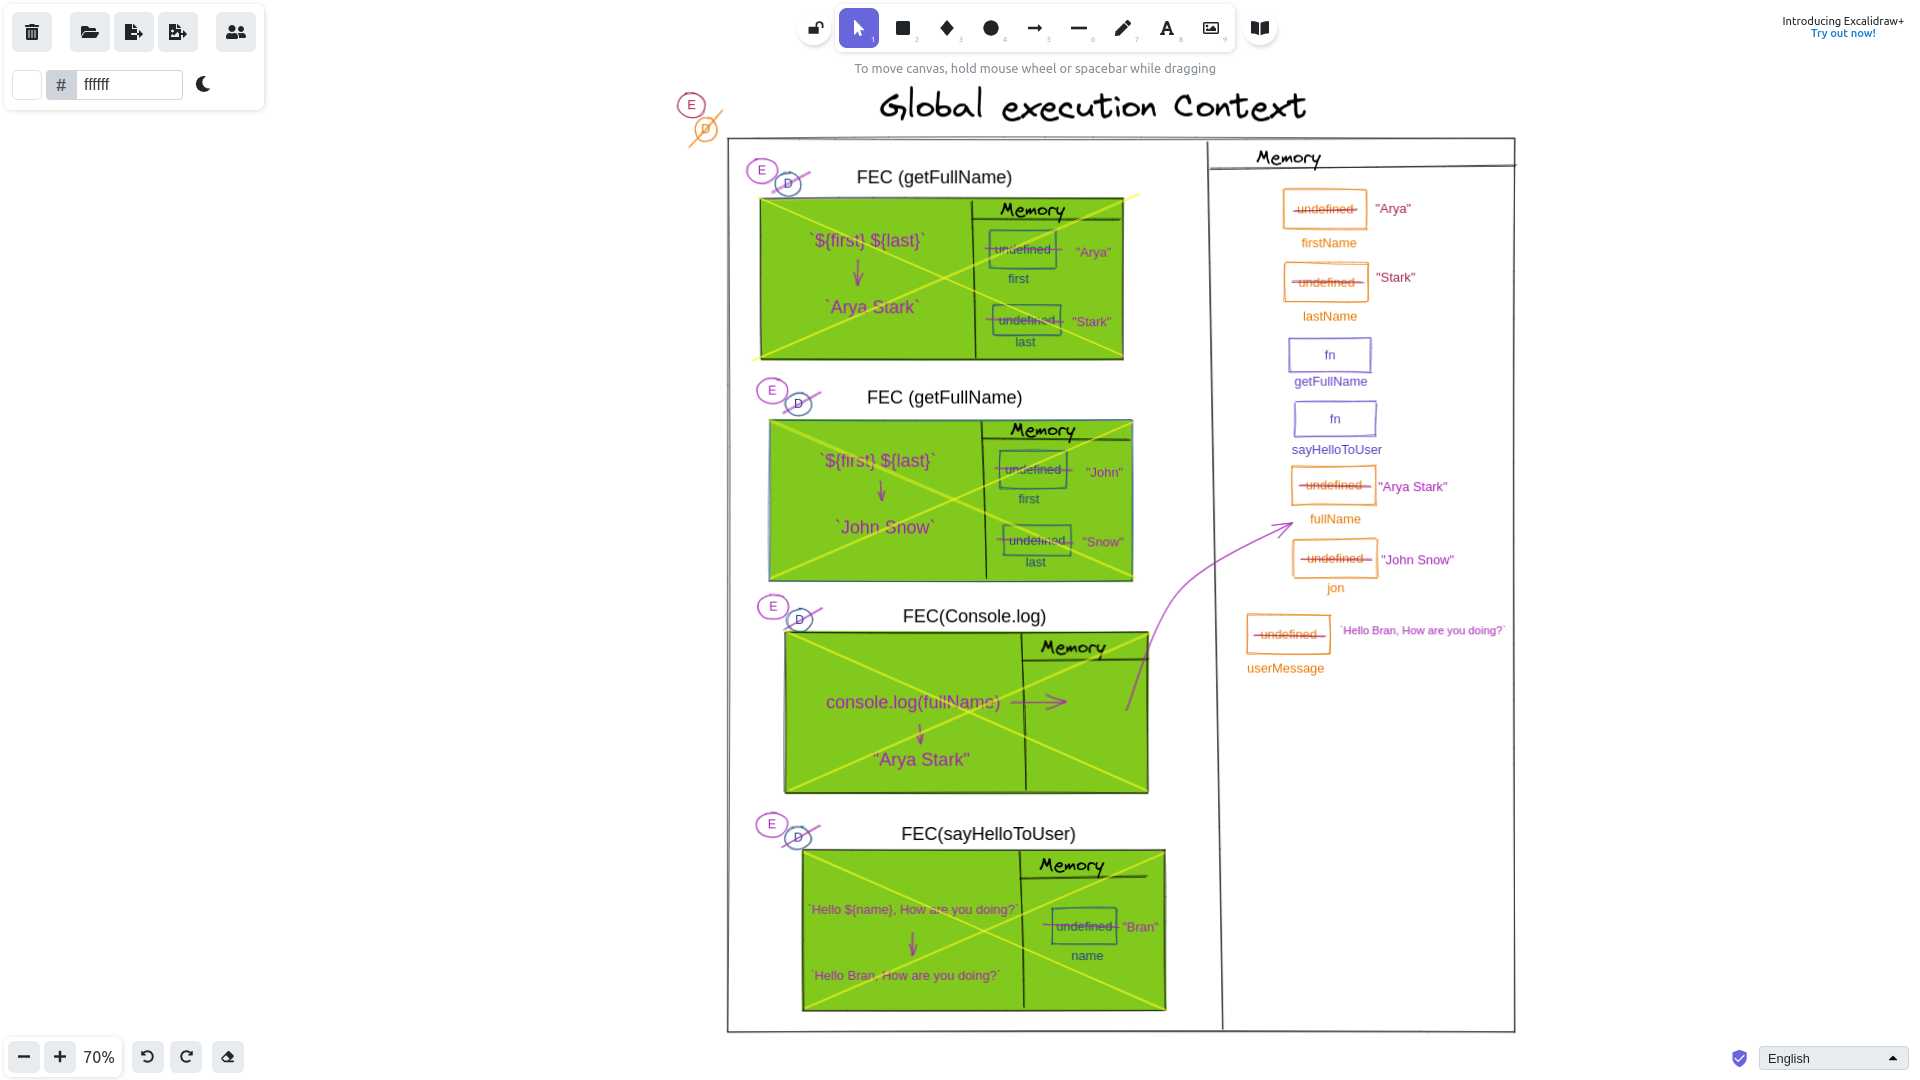 Introducing Excalidraw+
Try out now!
1
2
3
4
5
6
7
8
9
# ffffff
To move canvas, hold mouse wheel or spacebar while dragging
Global execution Context
E
D
Memory
E
D
FEC (getFullName)
Memory
`${first} ${last}`
`Arya Stark`
undefined "Arya"
first
undefined "Stark"
last
E
D
FEC (getFullName)
Memory
`${first} ${last}`
`John Snow`
undefined "John"
first
undefined "Snow"
last
E
D
FEC(Console.log)
Memory
console.log(fullName)
"Arya Stark"
E
D
FEC(sayHelloToUser)
Memory
`Hello ${name}, How are you doing?`
`Hello Bran, How are you doing?`
undefined "Bran"
name
undefined "Arya"
firstName
undefined "Stark"
lastName
fn
getFullName
fn
sayHelloToUser
undefined "Arya Stark"
fullName
undefined "John Snow"
jon
undefined `Hello Bran, How are you doing?`
userMessage
70%
English